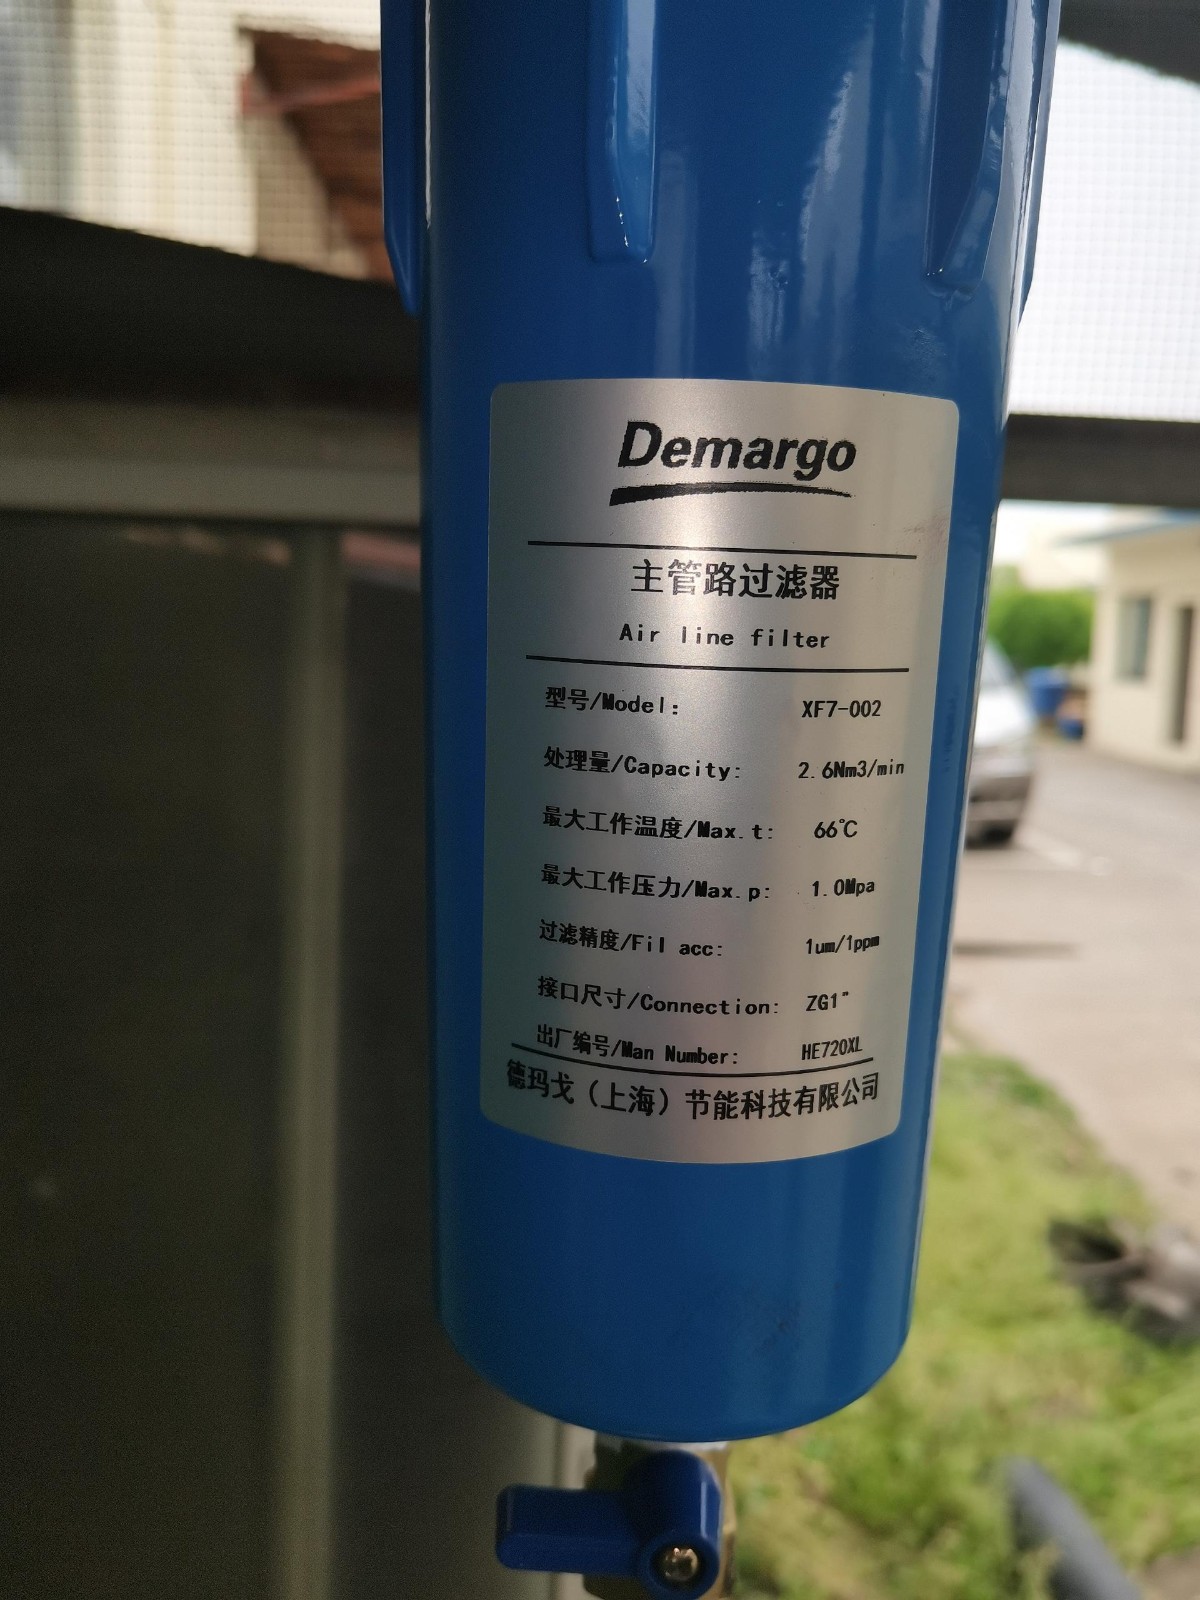 Demargo
主管路过滤器
Air line filter
型号/Model: XF7-002
处理量/Capacity: 2.6Nm3/min
最大工作温度/Max.t: 66℃
最大工作压力/Max.p: 1.0Mpa
过滤精度/Fil acc: 1um/1ppm
接口尺寸/Connection: ZG1"
出厂编号/Man Number: HE720XL
德玛戈（上海）节能科技有限公司